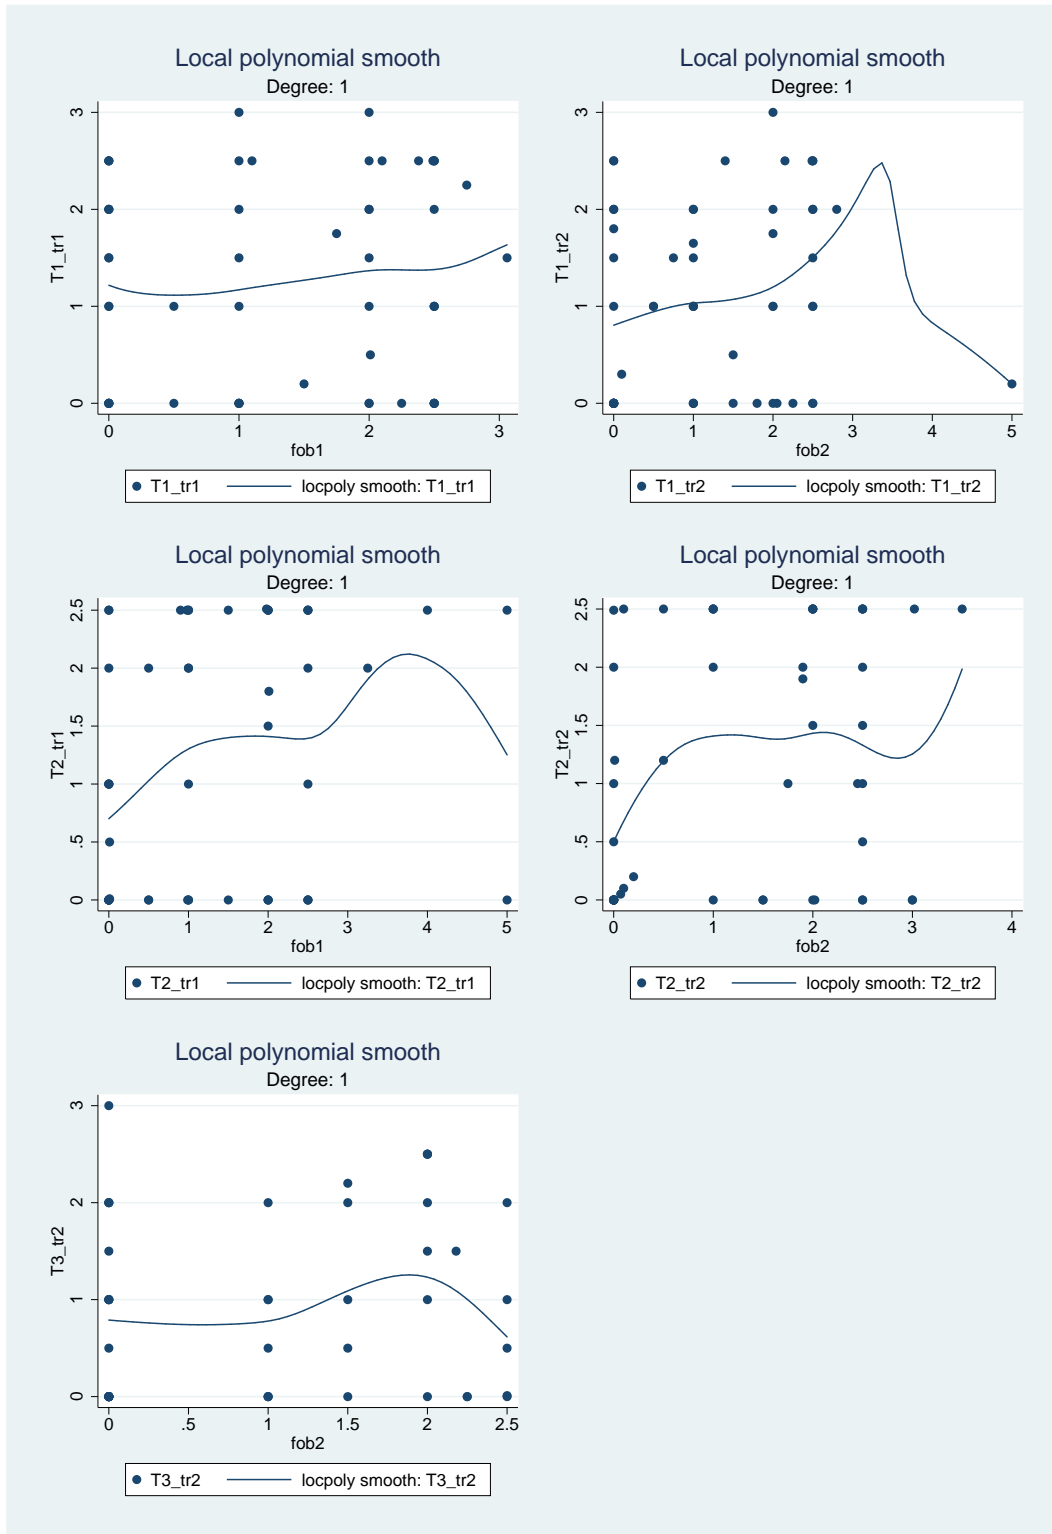 Local polynomial smooth
Degree: 1
T1_tr1
3
2
1
0
0 1 2 3
fob1
T1_tr1 locpoly smooth: T1_tr1
Local polynomial smooth
Degree: 1
T1_tr2
3
2
1
0
0 1 2 3 4 5
fob2
T1_tr2 locpoly smooth: T1_tr2
Local polynomial smooth
Degree: 1
T2_tr1
2.5
2
1.5
1
.5
0
0 1 2 3 4 5
fob1
T2_tr1 locpoly smooth: T2_tr1
Local polynomial smooth
Degree: 1
T2_tr2
2.5
2
1.5
1
.5
0
0 1 2 3 4
fob2
T2_tr2 locpoly smooth: T2_tr2
Local polynomial smooth
Degree: 1
T3_tr2
3
2
1
0
0 .5 1 1.5 2 2.5
fob2
T3_tr2 locpoly smooth: T3_tr2